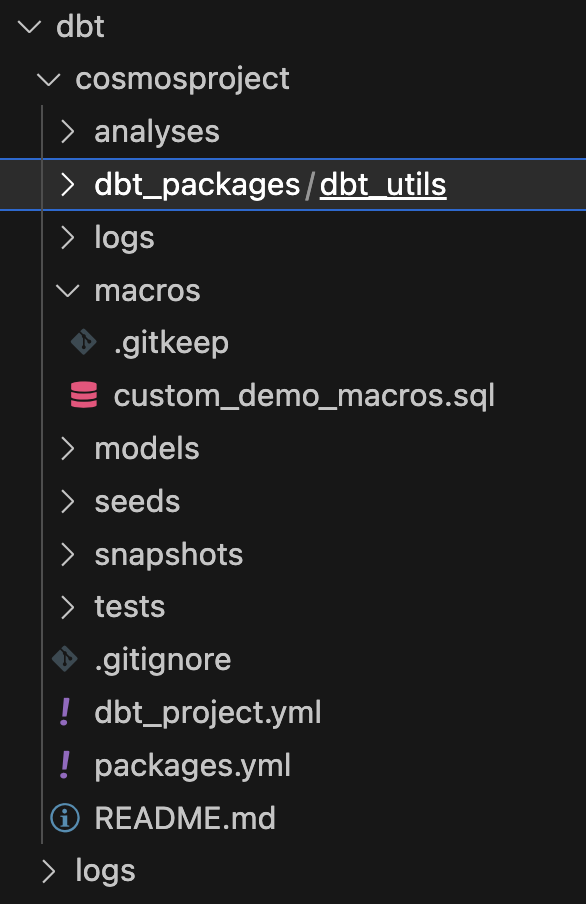 dbt
cosmosproject
analyses
dbt_packages/dbt_utils
logs
macros
.gitkeep
custom_demo_macros.sql
models
seeds
snapshots
tests
.gitignore
dbt_project.yml
packages.yml
README.md
logs